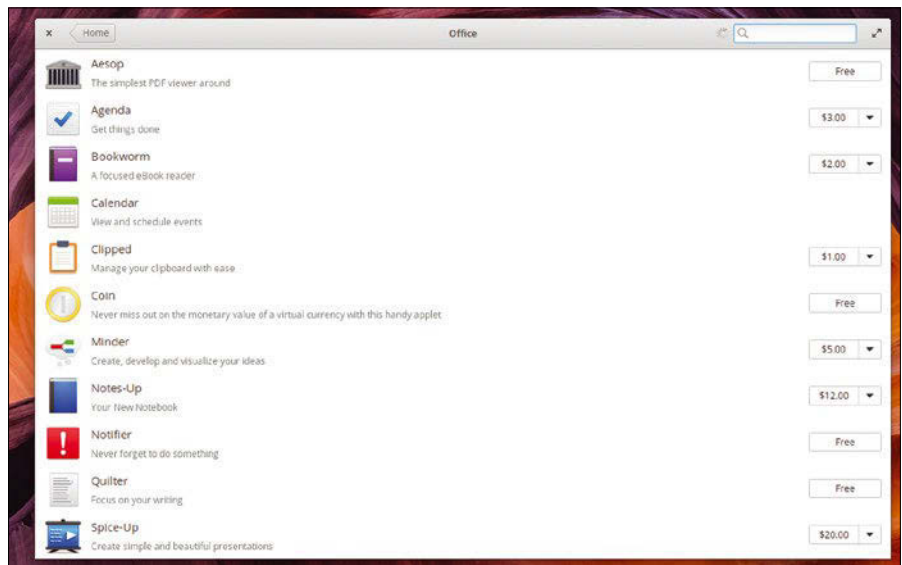 Home
Office
Aesop
The simplest PDF viewer around
Free
Agenda
Get things done
$3.00
Bookworm
A focused eBook reader
$2.00
Calendar
View and schedule events
Clipped
Manage your clipboard with ease
$1.00
Coin
Never miss out on the monetary value of a virtual currency with this handy applet
Free
Minder
Create, develop and visualize your ideas
$5.00
Notes-Up
Your New Notebook
$12.00
Notifier
Never forget to do something
Free
Quilter
Focus on your writing
Free
Spice-Up
Create simple and beautiful presentations
$20.00